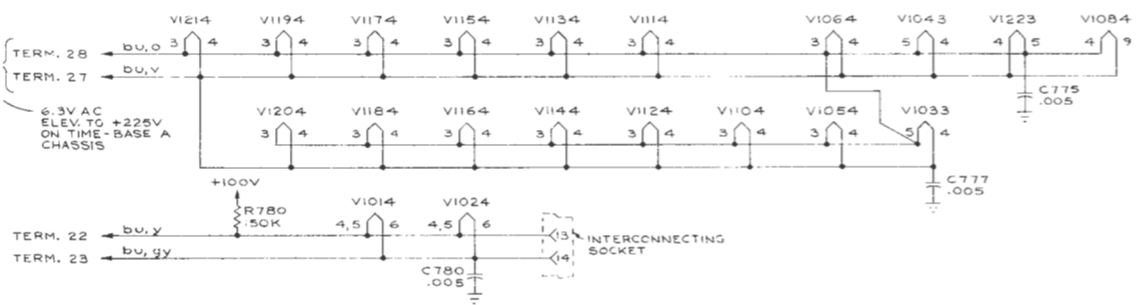 V1214 V1194 V1174 V1154 V1134 V1114 V1064 V1043 V1223 V1084
3 4 3 4 3 4 3 4 3 4 3 4 3 4 5 4 4 5 4 9
TERM. 28 bu,o
TERM. 27 bu,v
C775
.005
6.3V AC
ELEV. TO +225V
ON TIME-BASE A
CHASSIS
V1204 V1184 V1164 V1144 V1124 V1104 V1054 V1033
3 4 3 4 3 4 3 4 3 4 3 4 3 4 5 4
C777
.005
+100V
R780
150K
V1014 V1024
4,5 6 4,5 6
TERM. 22 bu,y
13
INTERCONNECTING
SOCKET
TERM. 23 bu,gy
14
C780
.005